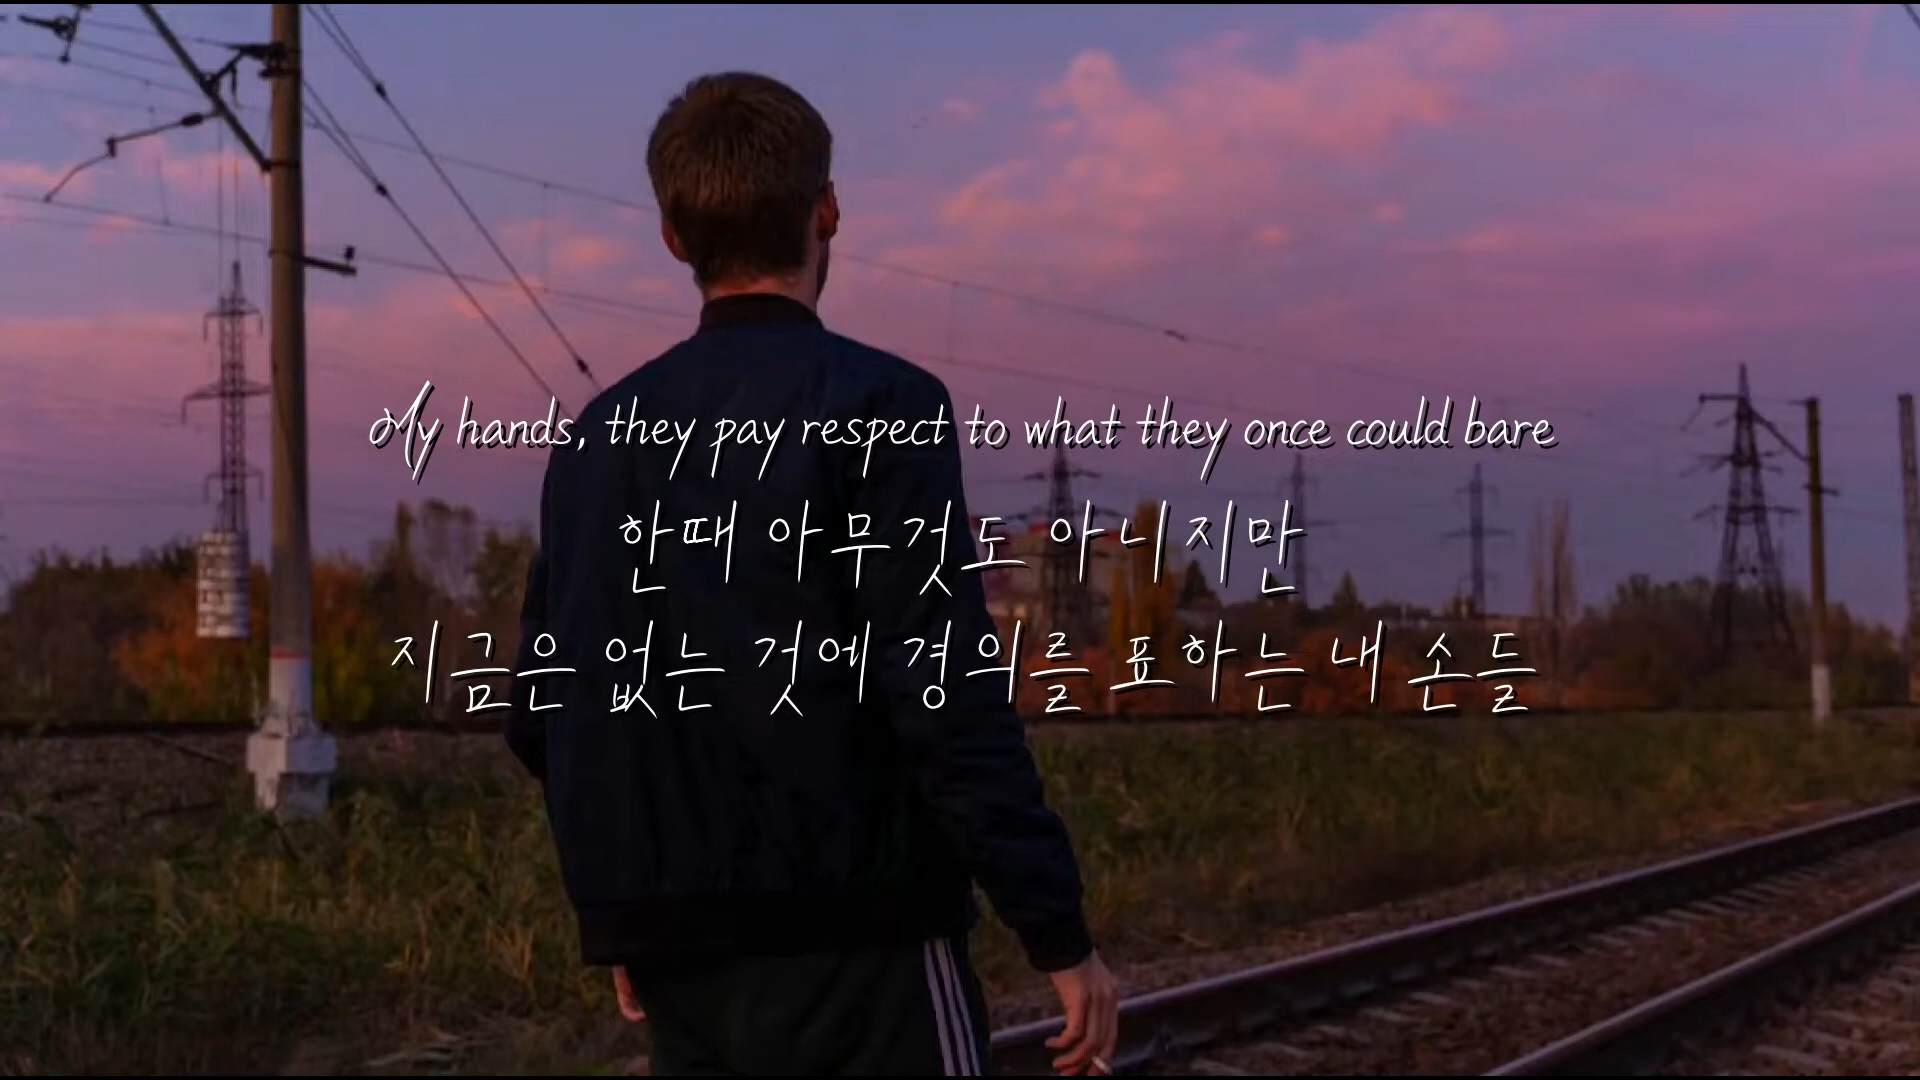 My hands, they pay respect to what they once could bare
한때 아무것도 아니지만
지금은 없는 것에 경의를 표하는 내 손들